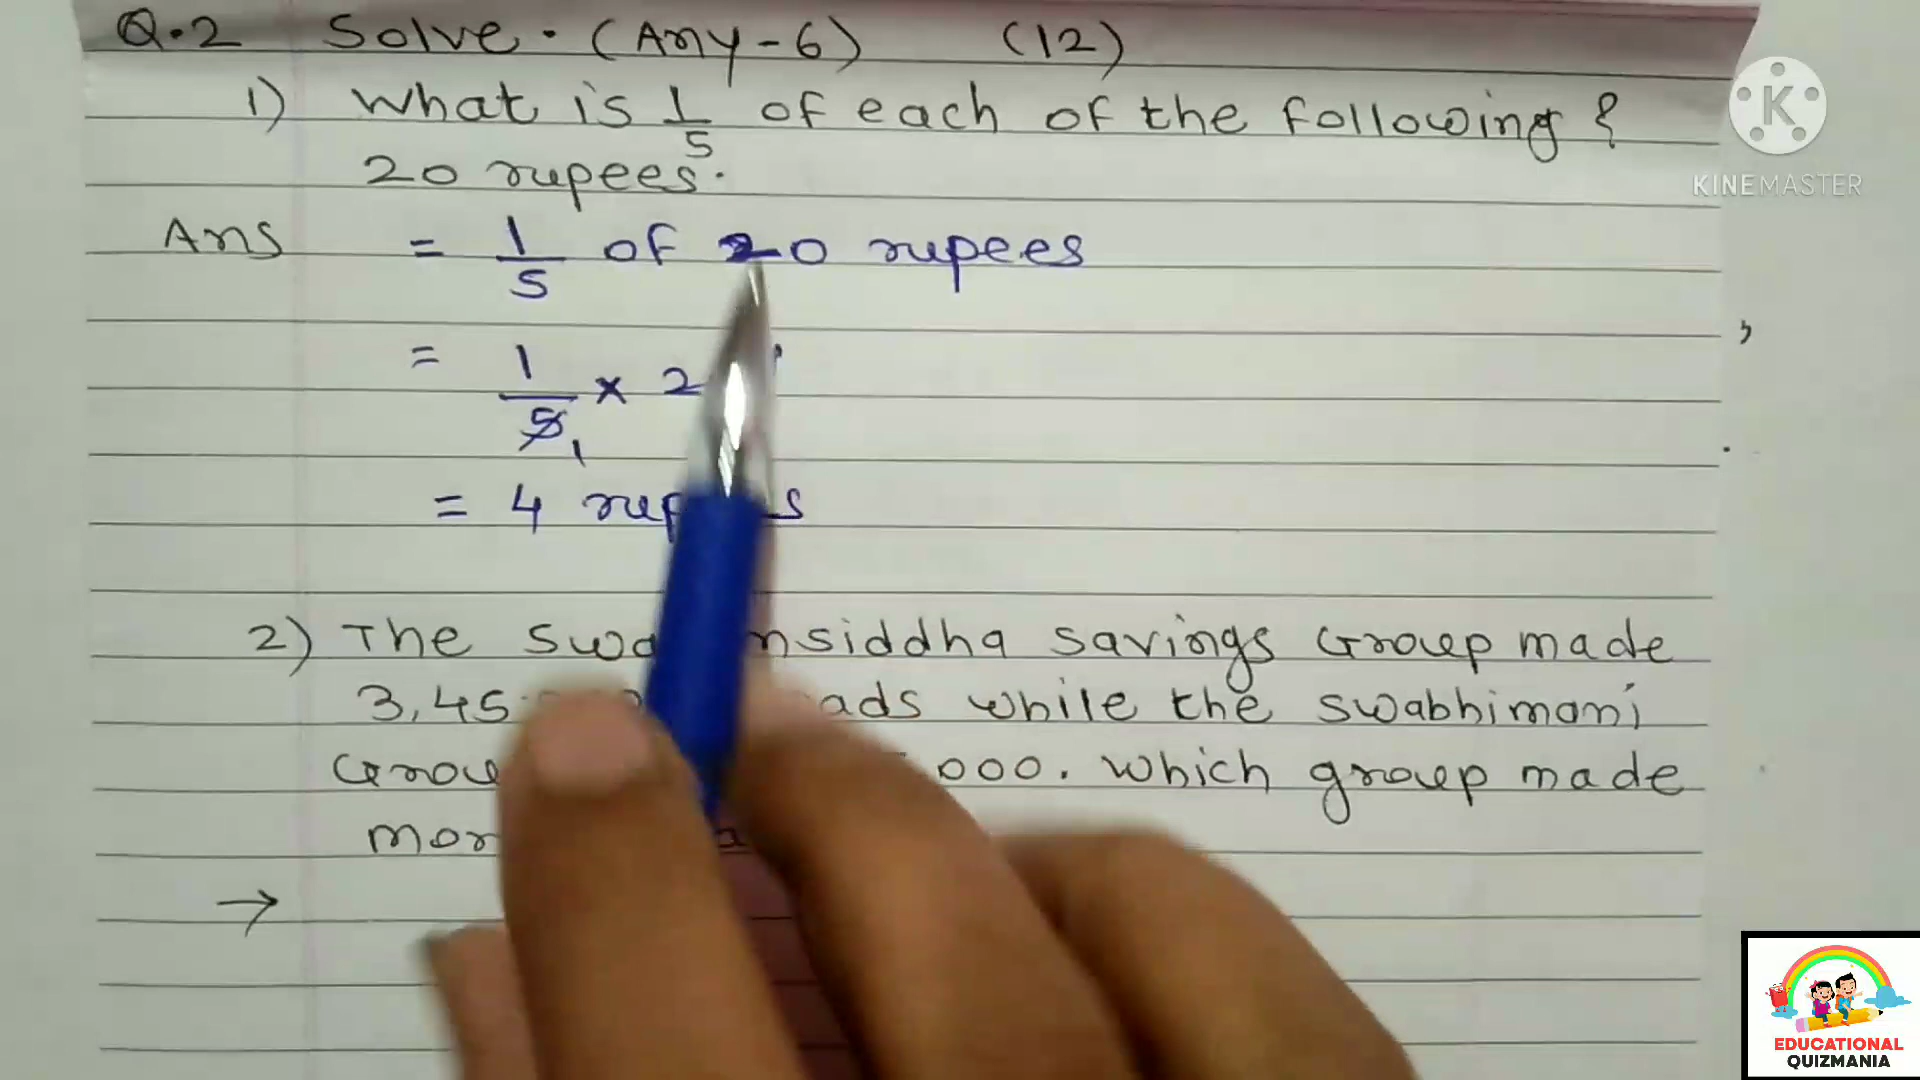 Q.2 Solve. (Any-6) (12)
1) What is 1/5 of each of the following?
20 rupees.
Ans = 1/5 of 20 rupees
= 1/5 1 × 2
= 4
2) The savings Group made
3,45 while the swabhimani
000. which group made
→
K
KINEMASTER
EDUCATIONAL
QUIZMANIA